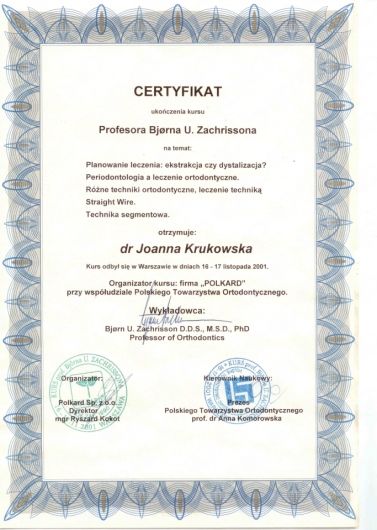 CERTYFIKAT
ukończenia kursu
Profesora Bjørna U. Zachrissona
na temat:
Planowanie leczenia: ekstrakcja czy dystalizacja?
Periodontologia a leczenie ortodontyczne.
Różne techniki ortodontyczne, leczenie techniką
Straight Wire.
Technika segmentowa.
otrzymuje:
dr Joanna Krukowska
Kurs odbył się w Warszawie w dniach 16 - 17 listopada 2001.
Organizator kursu: firma „POLKARD”
przy współudziale Polskiego Towarzystwa Ortodontycznego.
Wykładowca:
Bjørn U. Zachrisson D.D.S., M.S.D., PhD
Professor of Orthodontics
Organizator:
Polkard Sp. z o.o.
Dyrektor
mgr Ryszard Kokot
Kierownik Naukowy:
Prezes
Polskiego Towarzystwa Ortodontycznego
prof. dr Anna Komorowska